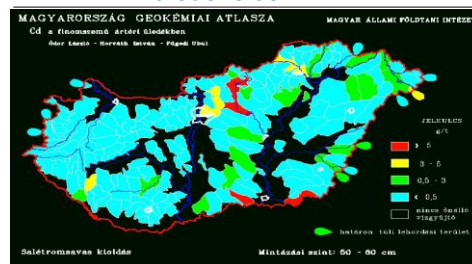 MAGYARORSZÁG GEOKÉMIAI ATLASZA
MAGYAR ÁLLAMI FÖLDTANI INTÉZET
Cd a finomszemű ártéri üledékben
Ódor László - Horváth István - Fügedi Ubul
JELKULCS
g/t
> 5
3 - 5
0,5 - 3
< 0,5
nincs önálló
vízgyűjtő
határon túli lehordási terület
Salétromsavas kioldás
Mintázási szint: 50 - 60 cm